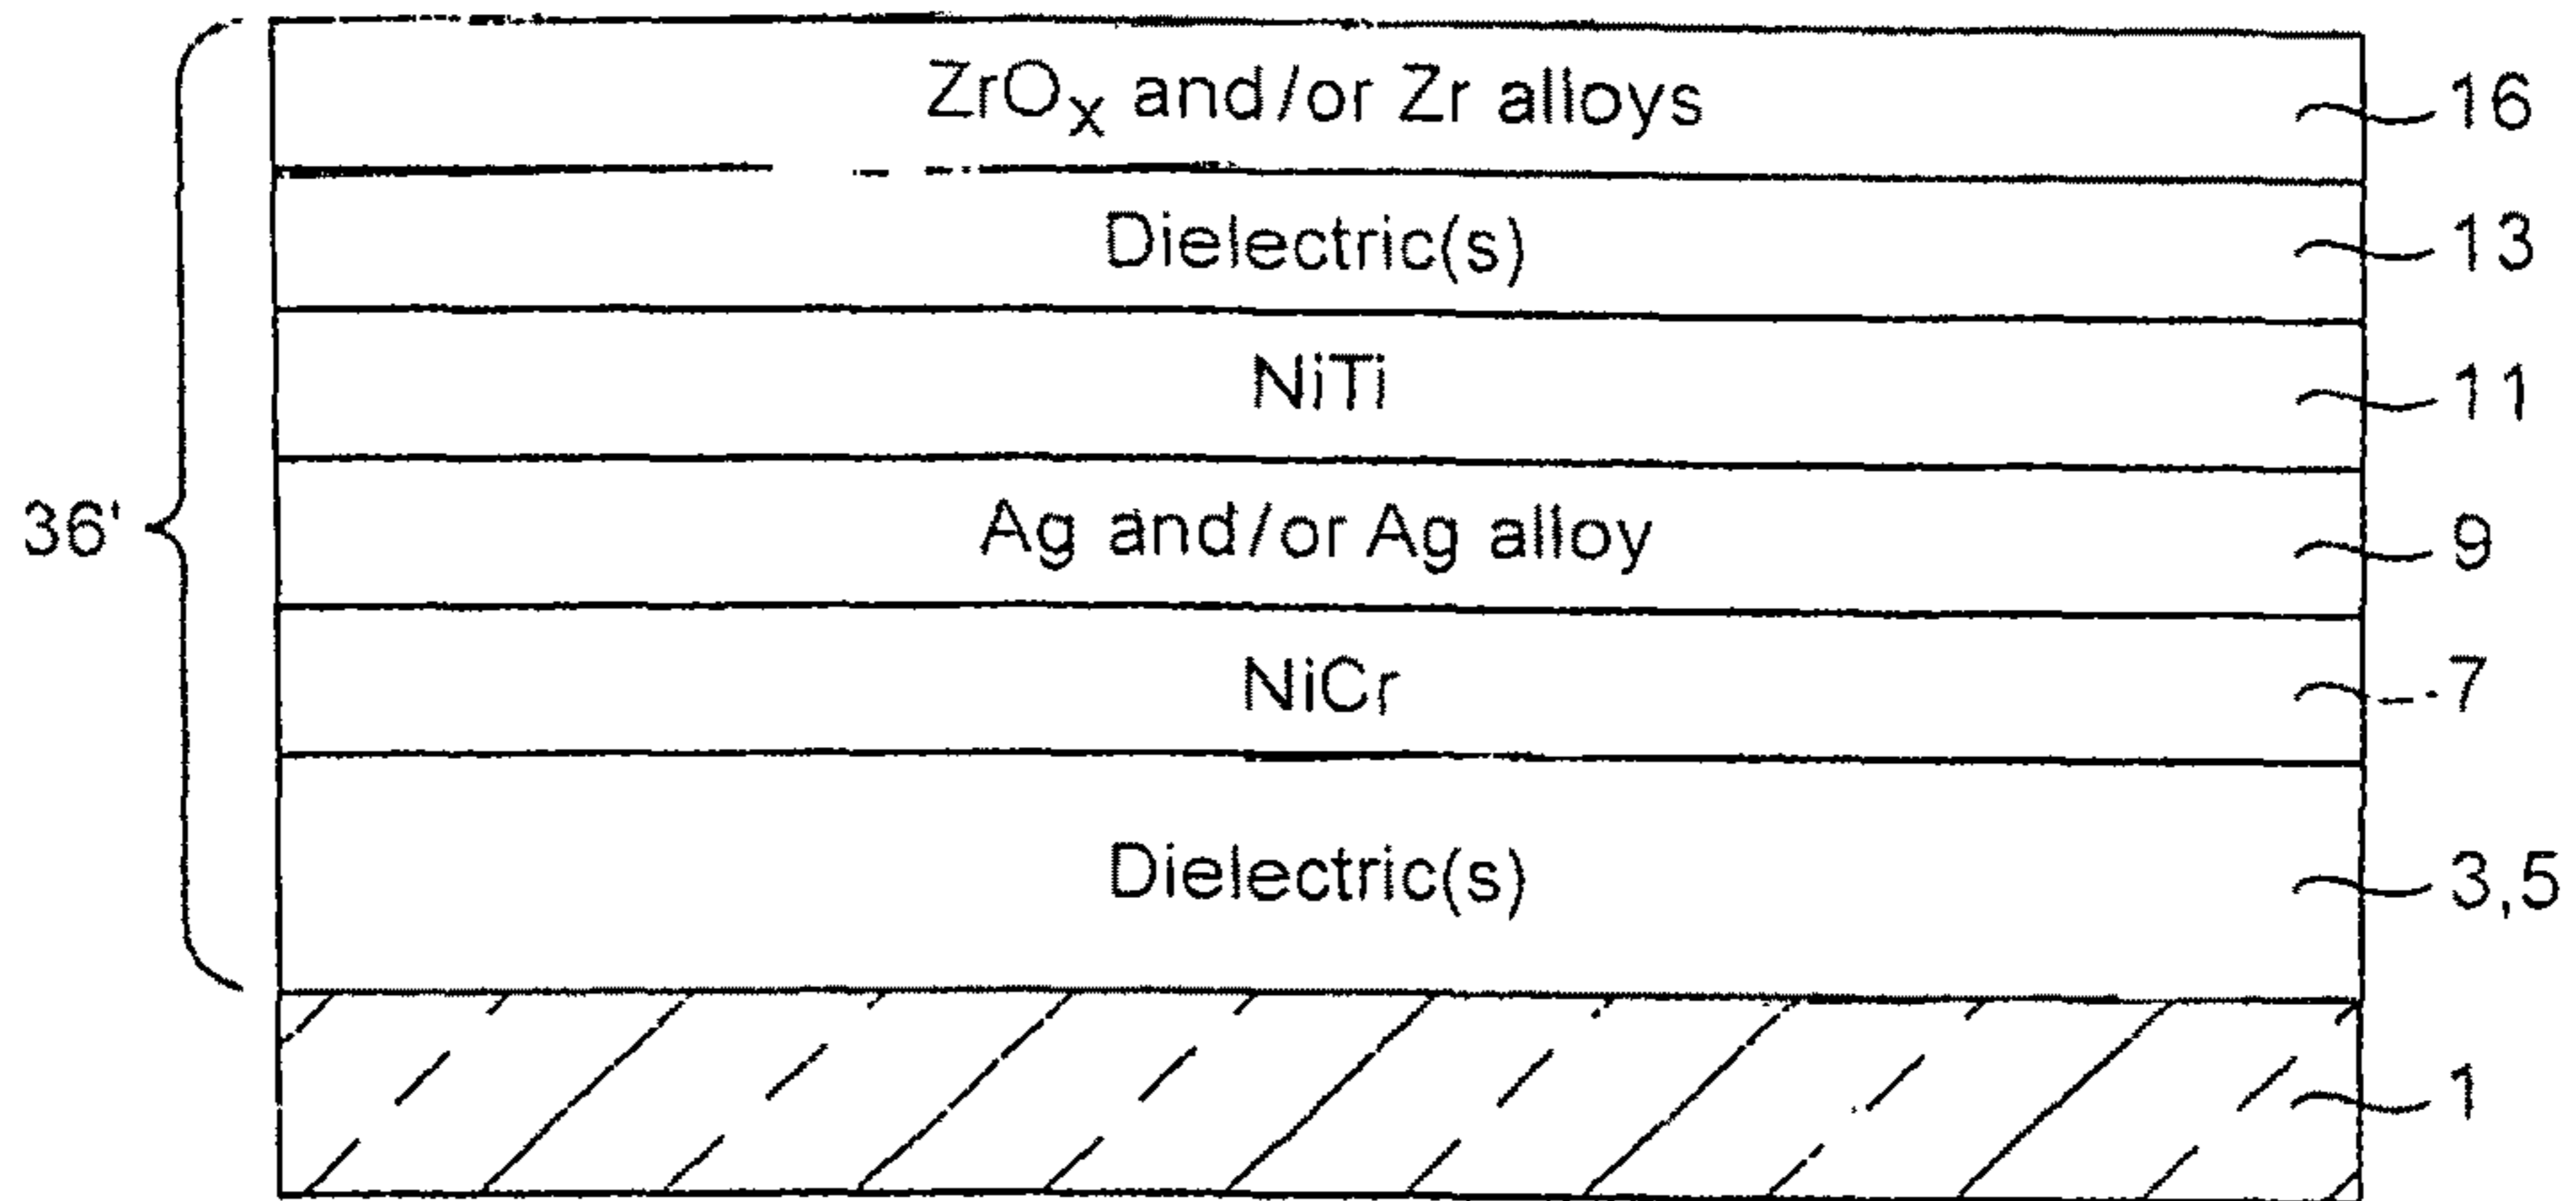 ZrOx and/or Zr alloys 16
Dielectric(s) 13
NiTi 11
36' Ag and/or Ag alloy 9
NiCr 7
Dielectric(s) 3,5
1